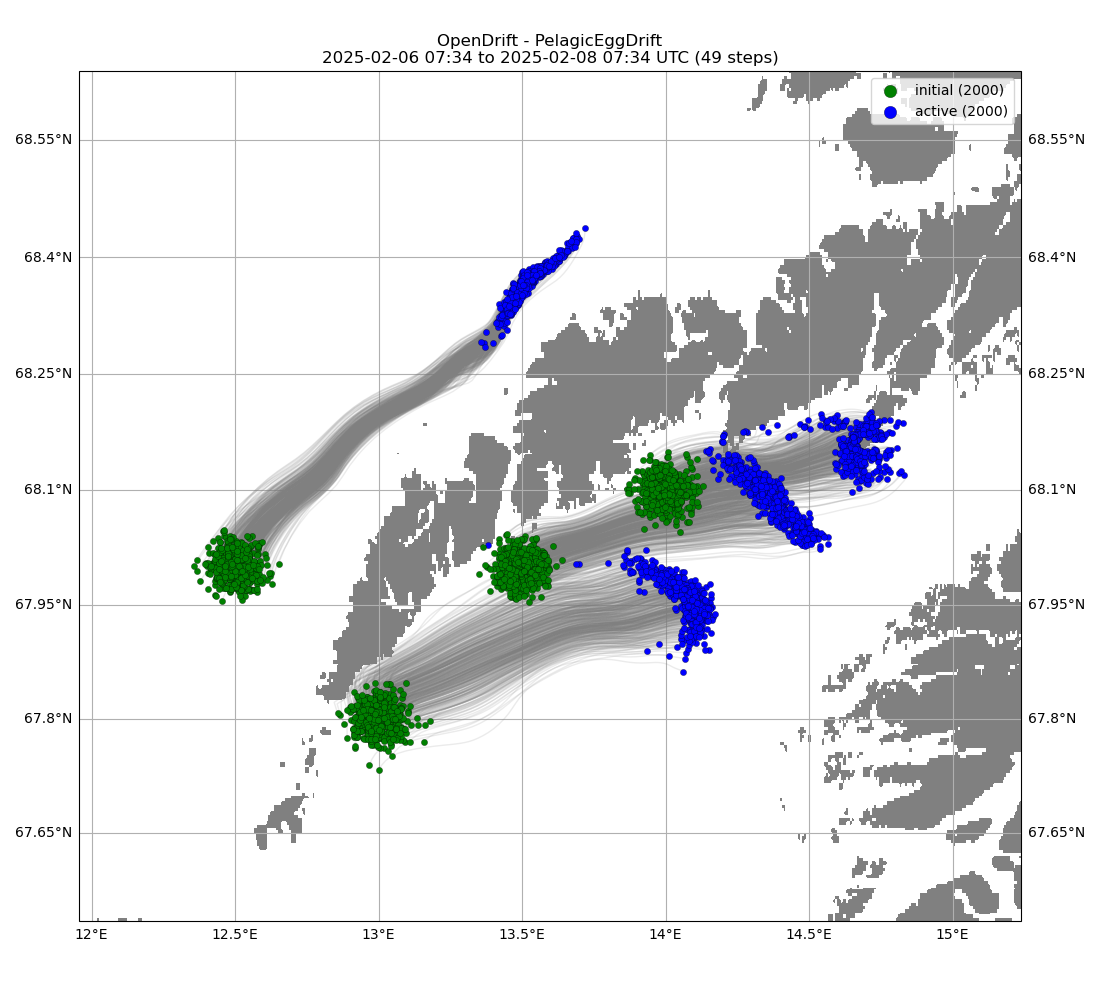 OpenDrift - PelagicEggDrift
2025-02-06 07:34 to 2025-02-08 07:34 UTC (49 steps)
initial (2000)
active (2000)
68.55°N
68.55°N
68.4°N
68.4°N
68.25°N
68.25°N
68.1°N
68.1°N
67.95°N
67.95°N
67.8°N
67.8°N
67.65°N
67.65°N
12°E
12.5°E
13°E
13.5°E
14°E
14.5°E
15°E